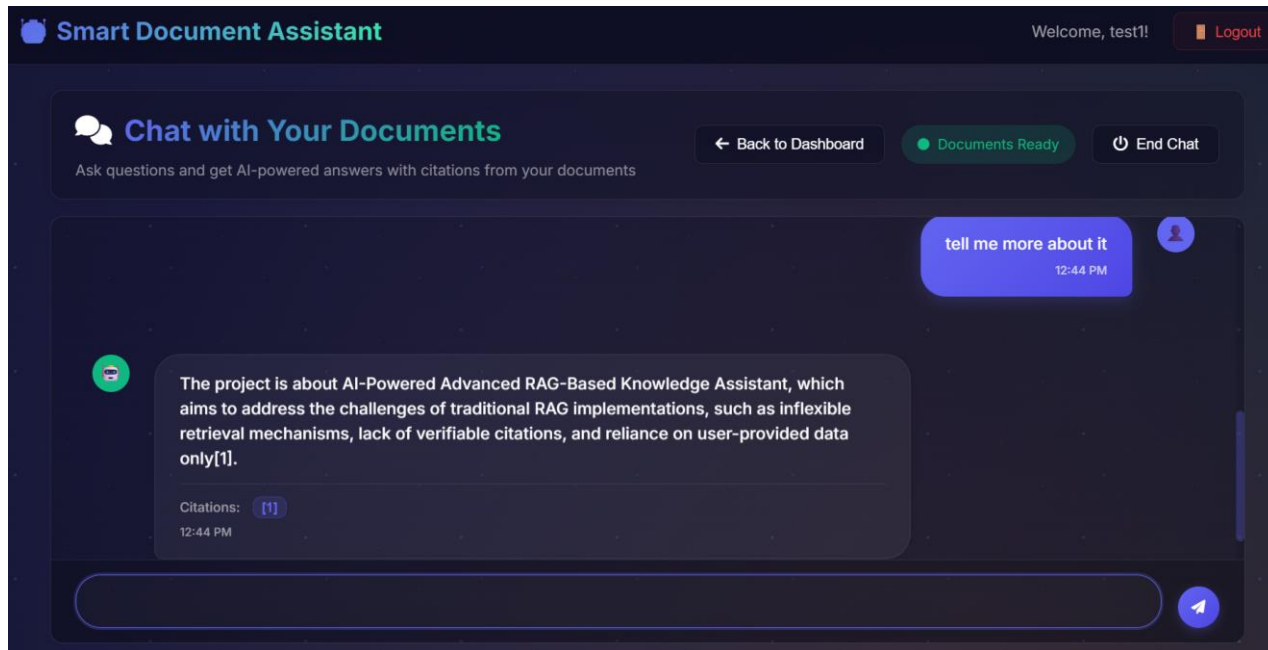 Smart Document Assistant
Welcome, test1!
Logout
Chat with Your Documents
Ask questions and get AI-powered answers with citations from your documents
← Back to Dashboard
Documents Ready
End Chat
tell me more about it
12:44 PM
The project is about AI-Powered Advanced RAG-Based Knowledge Assistant, which
aims to address the challenges of traditional RAG implementations, such as inflexible
retrieval mechanisms, lack of verifiable citations, and reliance on user-provided data
only[1].
Citations: [1]
12:44 PM